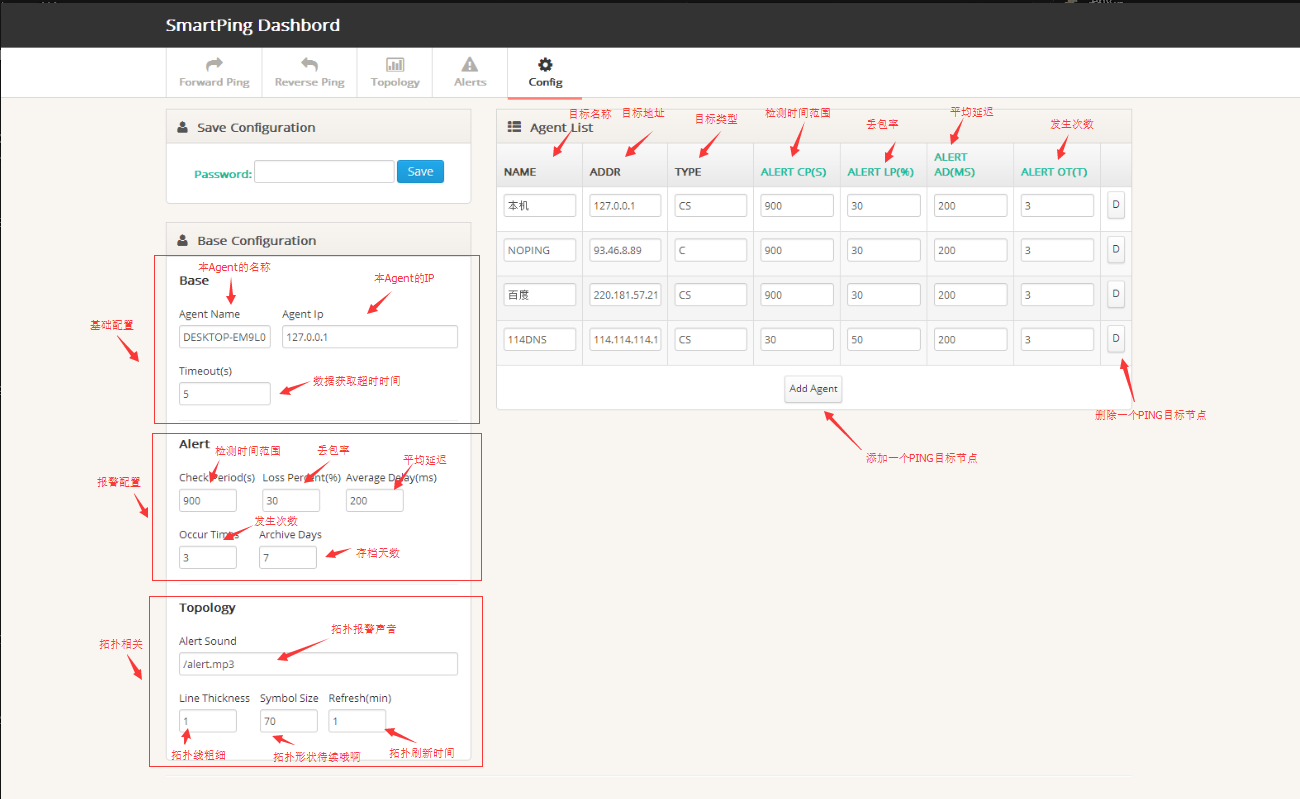 SmartPing Dashbord
Forward Ping
Reverse Ping
Topology
Alerts
Config
Save Configuration
Password:
Save
Base Configuration
基础配置
本Agent的名称
本Agent的IP
Base
Agent Name
Agent Ip
DESKTOP-EM9L0
127.0.0.1
Timeout(s)
5
数据获取超时时间
报警配置
Alert
检测时间范围
丢包率
平均延迟
Check Period(s)
Loss Percent(%)
Average Delay(ms)
900
30
200
发生次数
Occur Times
Archive Days
3
7
存档天数
拓扑相关
Topology
拓扑报警声音
Alert Sound
/alert.mp3
Line Thickness
Symbol Size
Refresh(min)
1
70
1
拓扑线粗细
拓扑形状待续哦啊
拓扑刷新时间
目标名称
目标地址
目标类型
检测时间范围
丢包率
平均延迟
发生次数
Agent List
NAME
ADDR
TYPE
ALERT CP(S)
ALERT LP(%)
ALERT
AD(MS)
ALERT OT(T)
本机 127.0.0.1 CS 900 30 200 3 D
NOPING 93.46.8.89 C 900 30 200 3 D
百度 220.181.57.21 CS 900 30 200 3 D
114DNS 114.114.114.1 CS 30 50 200 3 D
Add Agent
删除一个PING目标节点
添加一个PING目标节点